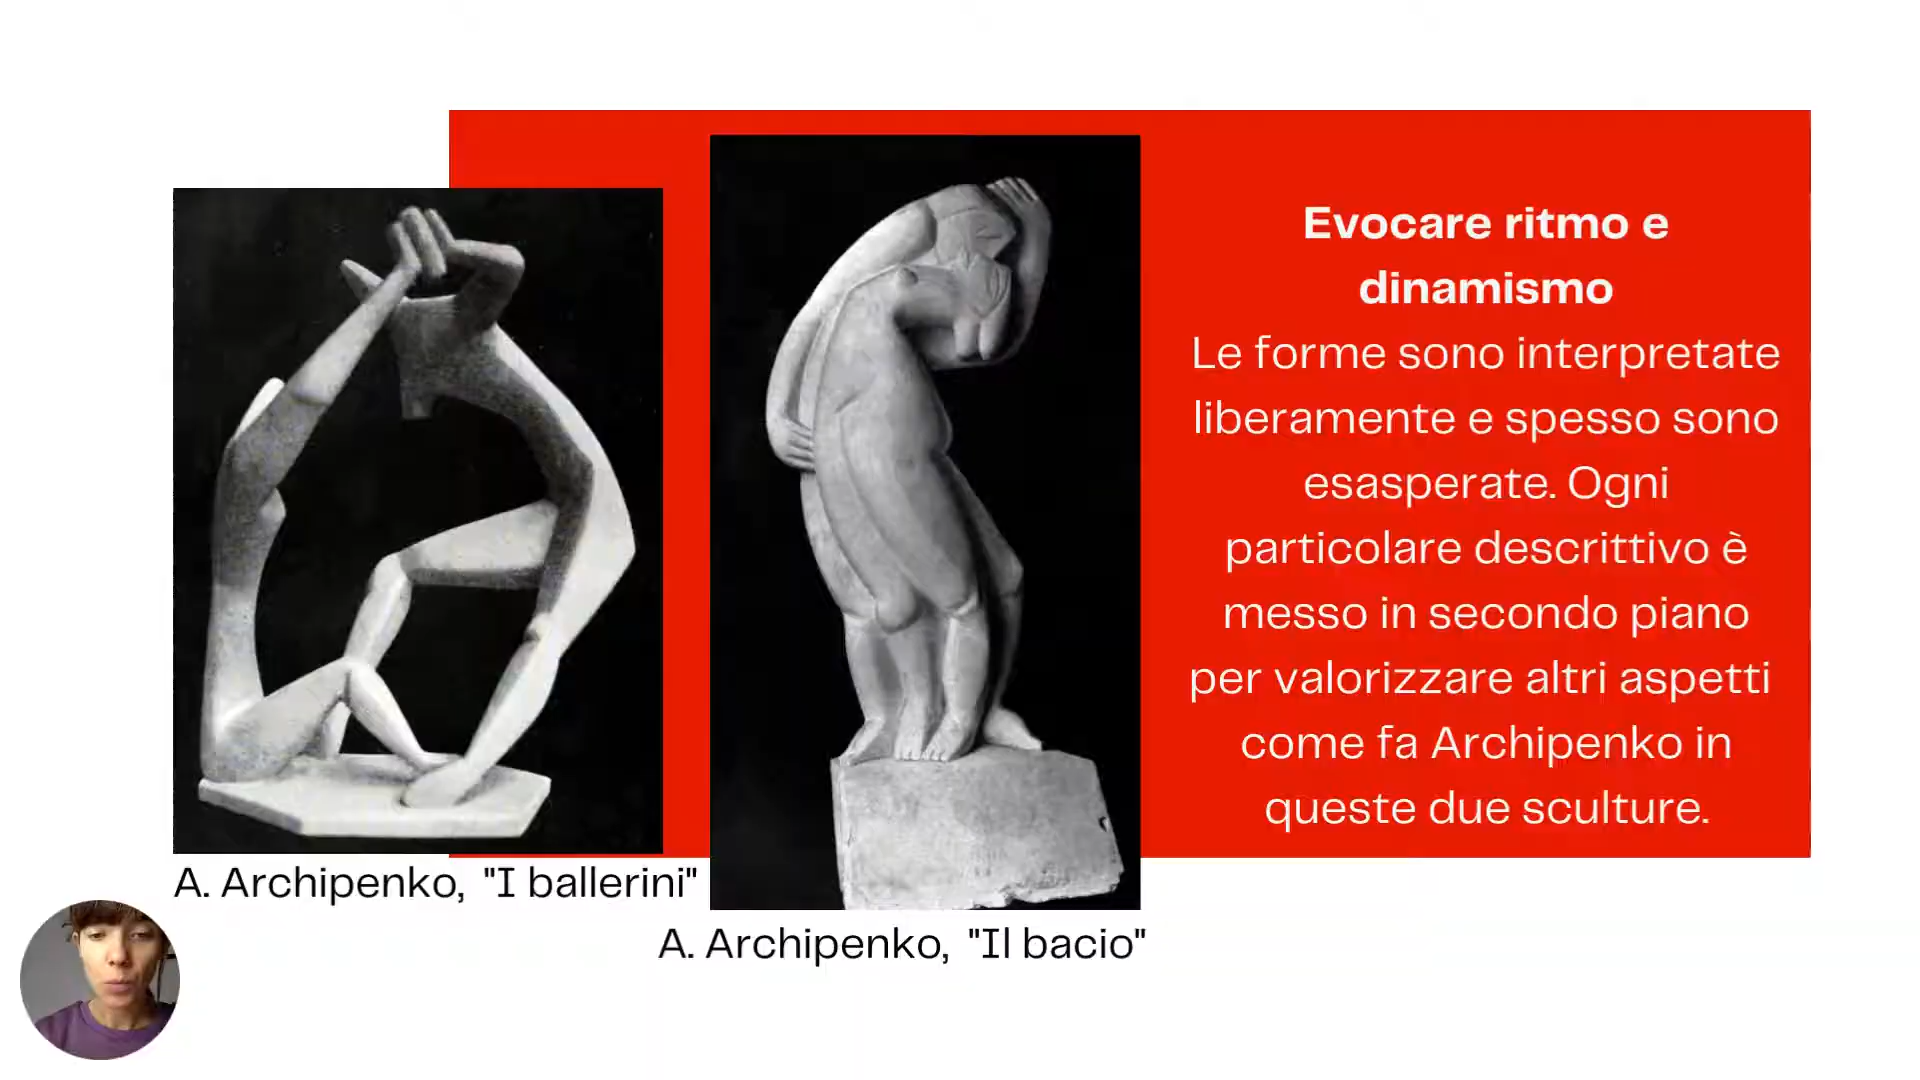 Evocare ritmo e
dinamismo
Le forme sono interpretate
liberamente e spesso sono
esasperate. Ogni
particolare descrittivo è
messo in secondo piano
per valorizzare altri aspetti
come fa Archipenko in
queste due sculture.
A. Archipenko, "I ballerini"
A. Archipenko, "Il bacio"